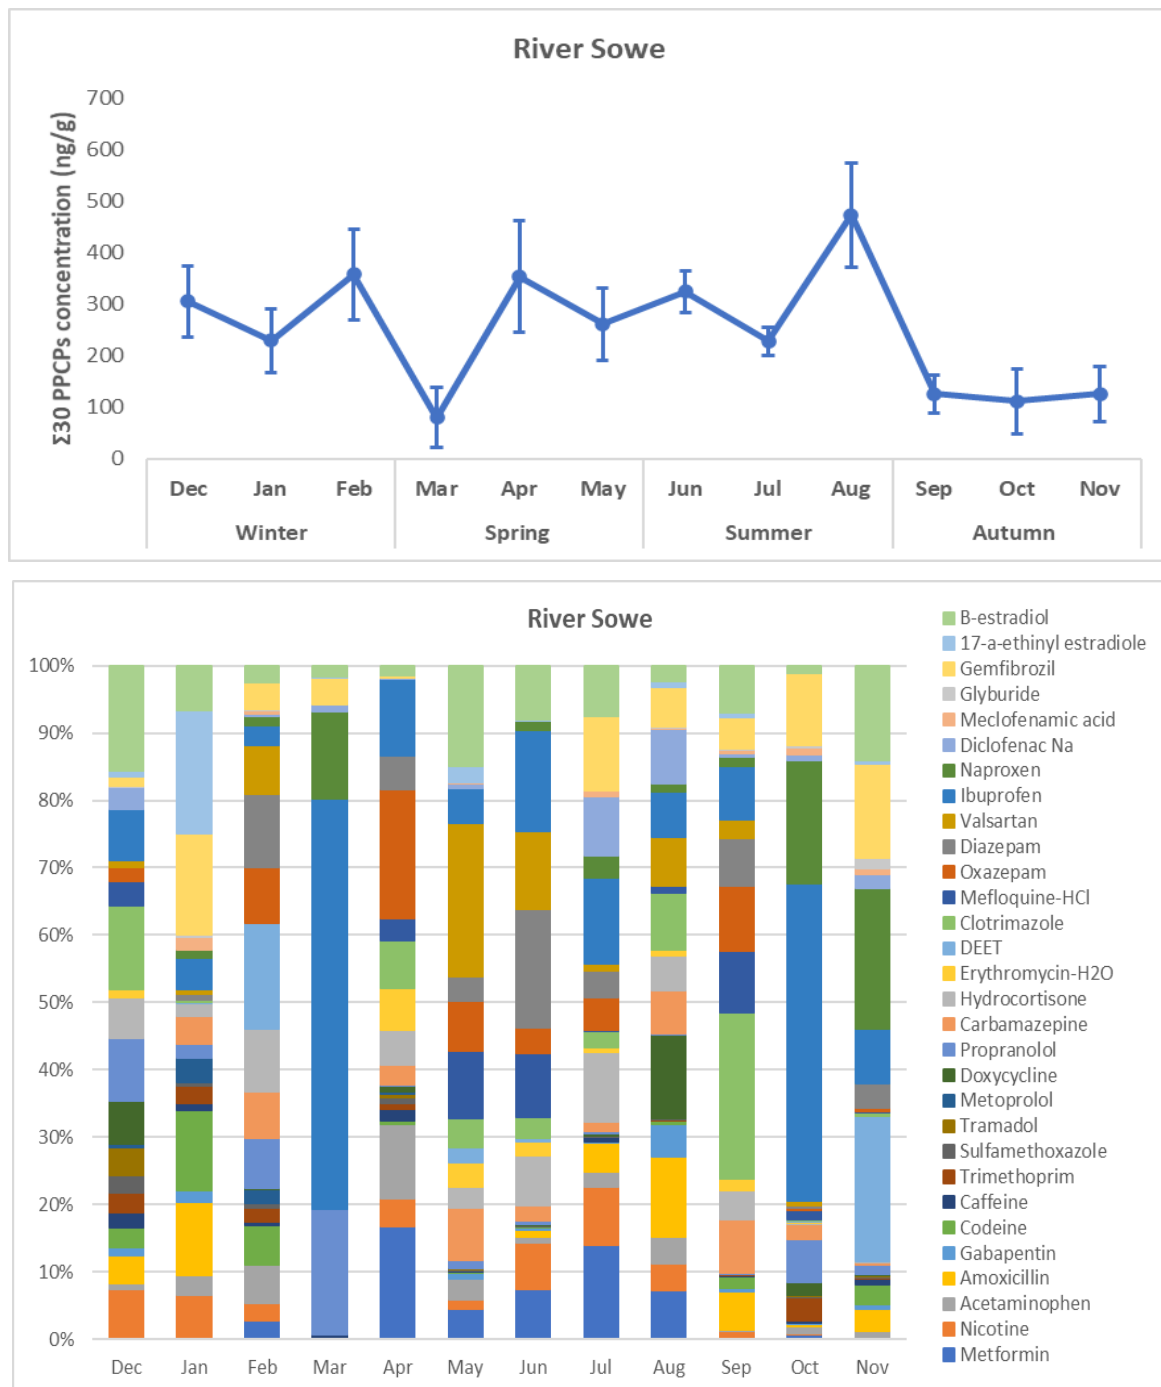 River Sowe
Σ30 PPCPs concentration (ng/g)
700
600
500
400
300
200
100
0
Dec Jan Feb Mar Apr May Jun Jul Aug Sep Oct Nov
Winter Spring Summer Autumn
River Sowe
100%
90%
80%
70%
60%
50%
40%
30%
20%
10%
0%
Dec Jan Feb Mar Apr May Jun Jul Aug Sep Oct Nov
B-estradiol
17-a-ethinyl estradiole
Gemfibrozil
Glyburide
Meclofenamic acid
Diclofenac Na
Naproxen
Ibuprofen
Valsartan
Diazepam
Oxazepam
Mefloquine-HCl
Clotrimazole
DEET
Erythromycin-H2O
Hydrocortisone
Carbamazepine
Propranolol
Doxycycline
Metoprolol
Tramadol
Sulfamethoxazole
Trimethoprim
Caffeine
Codeine
Gabapentin
Amoxicillin
Acetaminophen
Nicotine
Metformin